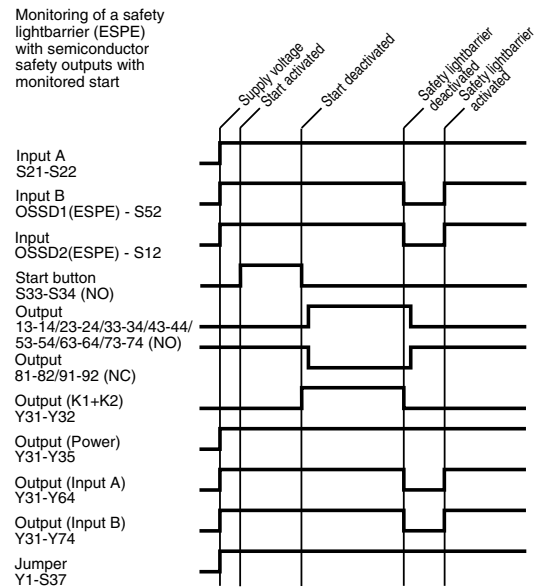 Monitoring of a safety
lightbarrier (ESPE)
with semiconductor
safety outputs with
monitored start
Supply voltage
Start activated
Start deactivated
Safety lightbarrier
deactivated
Safety lightbarrier
activated
Input A
S21-S22
Input B
OSSD1(ESPE) - S52
Input
OSSD2(ESPE) - S12
Start button
S33-S34 (NO)
Output
13-14/23-24/33-34/43-44/
53-54/63-64/73-74 (NO)
Output
81-82/91-92 (NC)
Output (K1+K2)
Y31-Y32
Output (Power)
Y31-Y35
Output (Input A)
Y31-Y64
Output (Input B)
Y31-Y74
Jumper
Y1-S37